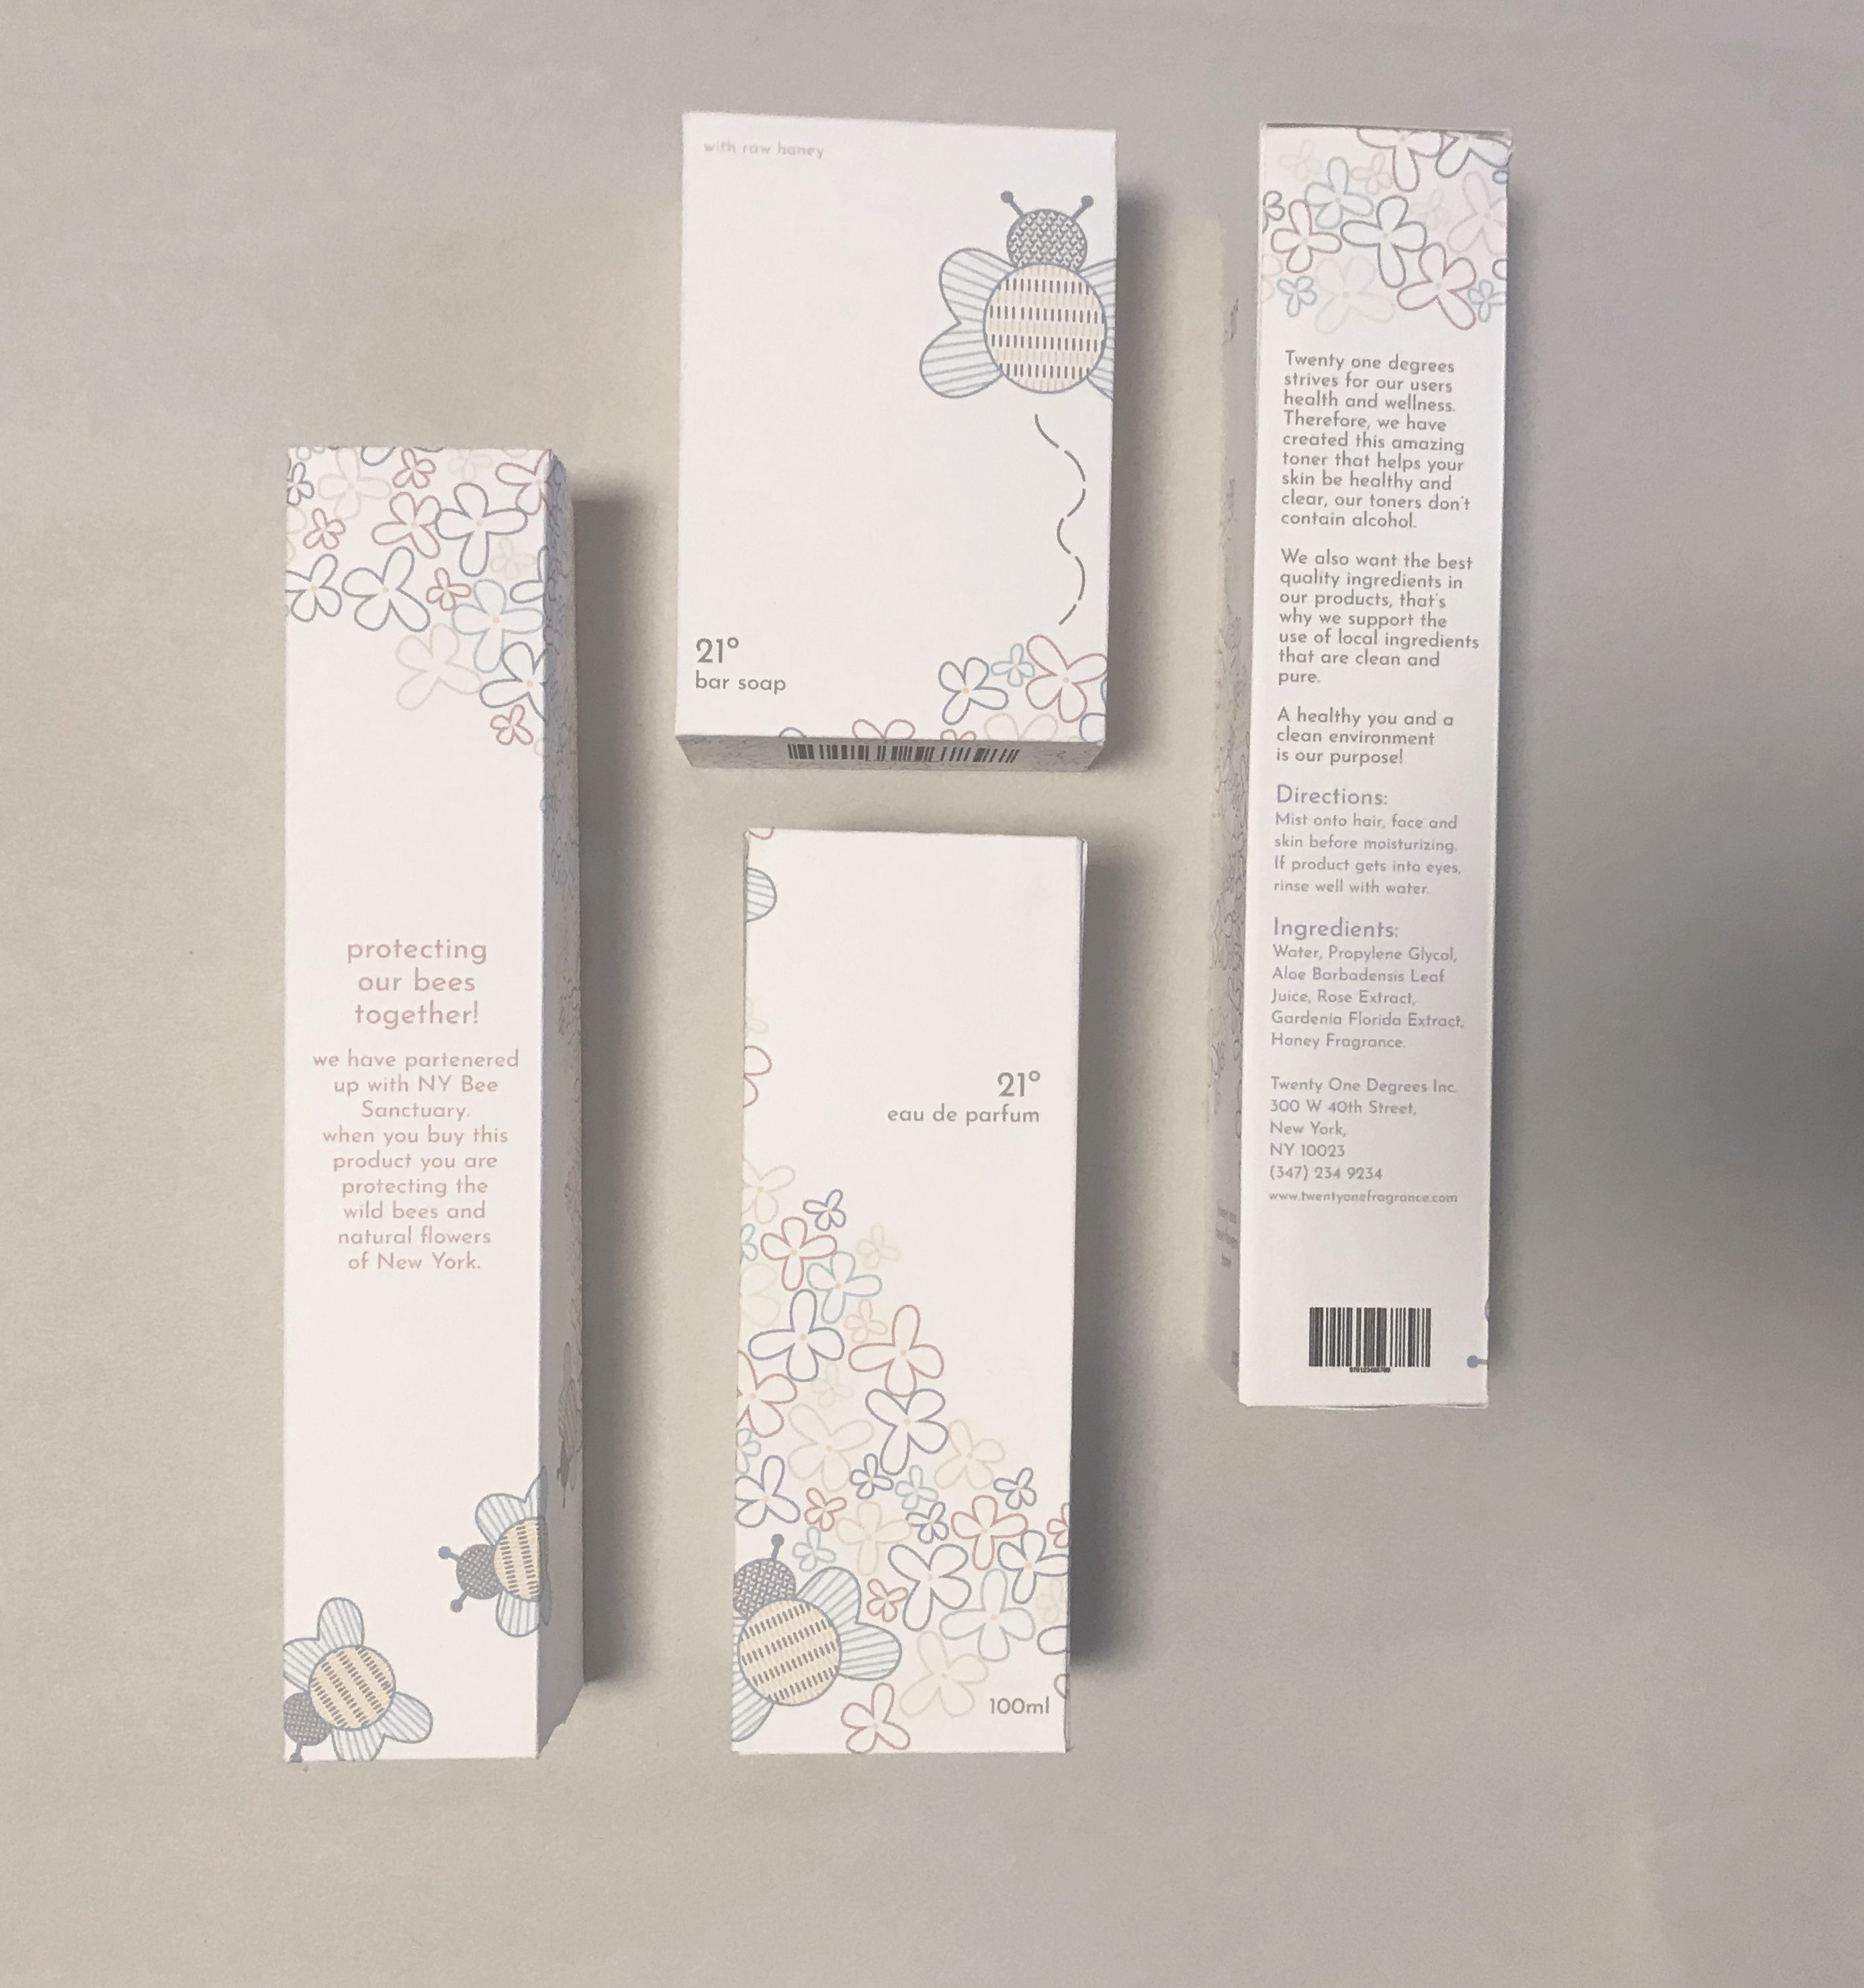 with raw honey
21°
bar soap
protecting
our bees
together!
we have partenered
up with NY Bee
Sanctuary.
when you buy this
product you are
protecting the
wild bees and
natural flowers
of New York.
21°
eau de parfum
100ml
Twenty one degrees
strives for our users
health and wellness.
Therefore, we have
created this amazing
toner that helps your
skin be healthy and
clear, our toners don't
contain alcohol.
We also want the best
quality ingredients in
our products, that's
why we support the
use of local ingredients
that are clean and
pure.
A healthy you and a
clean environment
is our purpose!
Directions:
Mist onto hair, face and
skin before moisturizing.
If product gets into eyes,
rinse well with water.
Ingredients:
Water, Propylene Glycol,
Aloe Barbadensis Leaf
Juice, Rose Extract,
Gardenia Florida Extract,
Honey Fragrance.
Twenty One Degrees Inc.
300 W 40th Street,
New York,
NY 10023
(347) 234 9234
www.twentyonefragrance.com